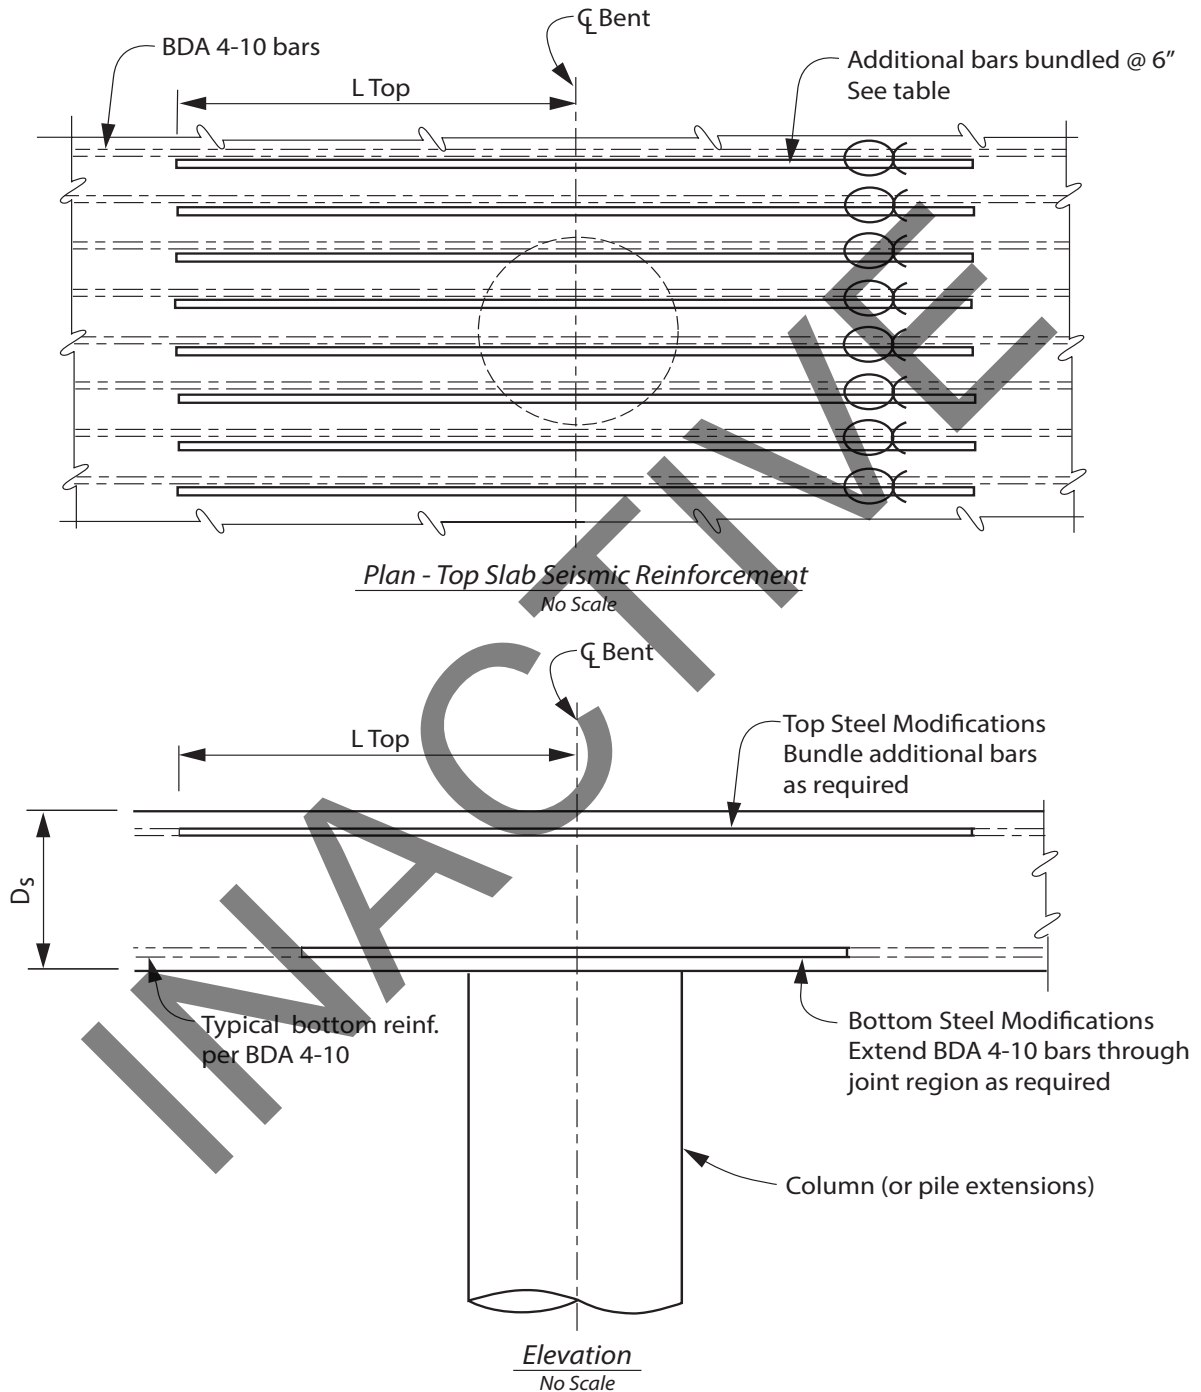 ℄ Bent
BDA 4-10 bars
Additional bars bundled @ 6”
See table
L Top
Plan - Top Slab Seismic Reinforcement
No Scale
℄ Bent
L Top
Top Steel Modifications
Bundle additional bars
as required
Ds
Typical bottom reinf.
per BDA 4-10
Bottom Steel Modifications
Extend BDA 4-10 bars through
joint region as required
Column (or pile extensions)
Elevation
No Scale
INACTIVE